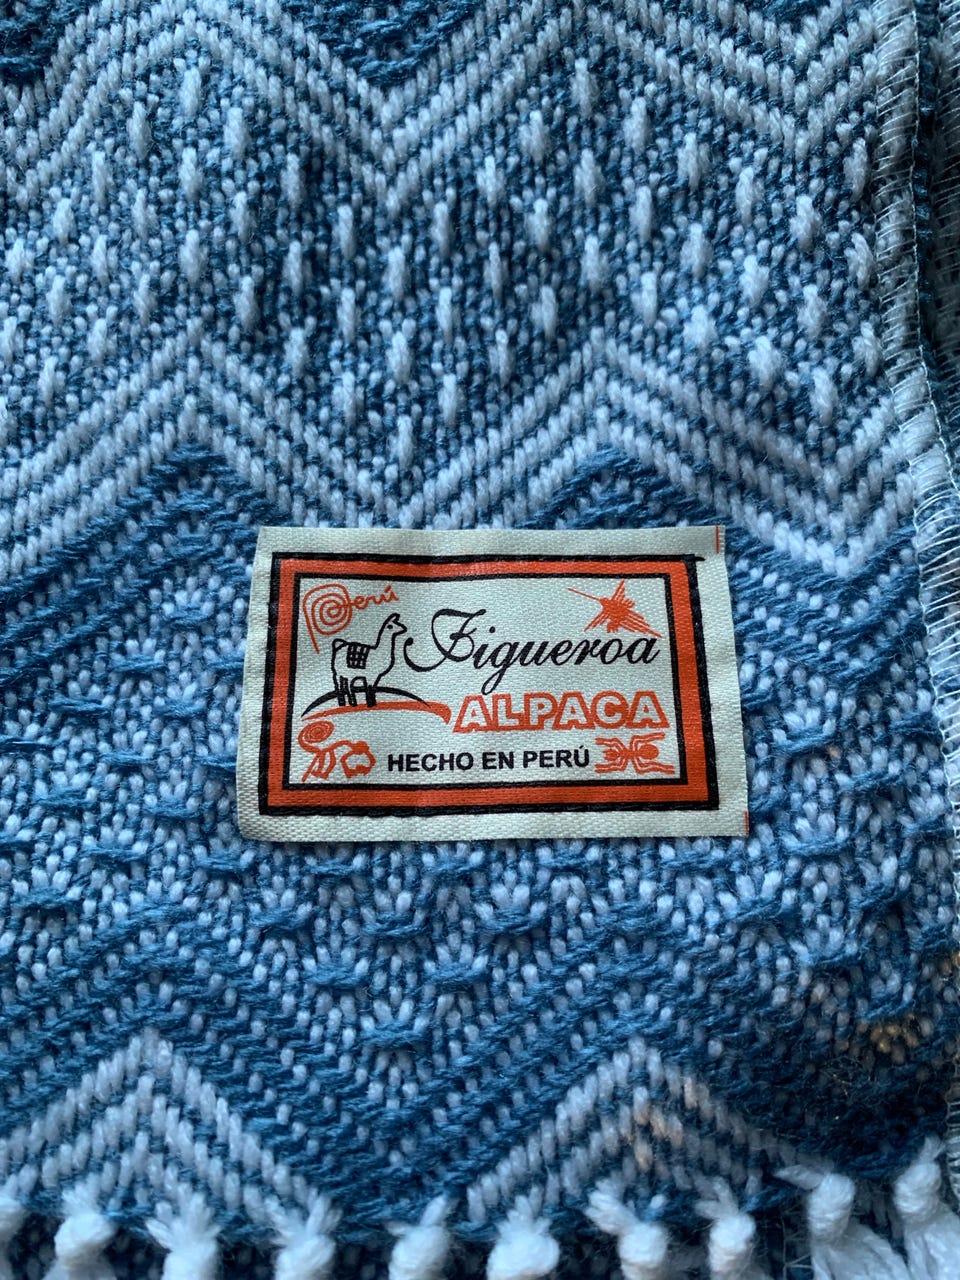 Perú
Figueroa
ALPACA
HECHO EN PERÚ